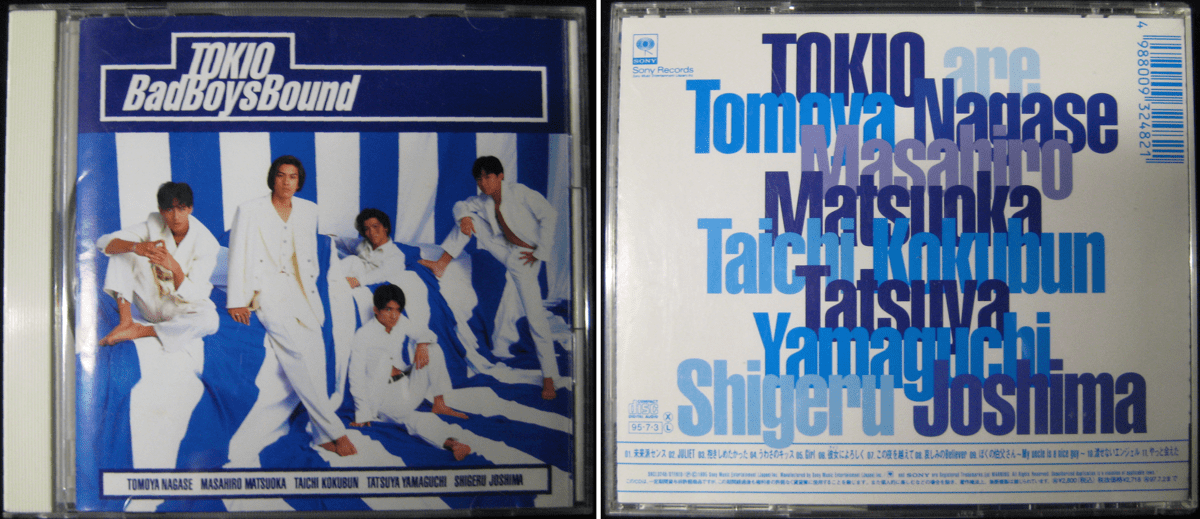 TOKIO
BadBoysBound
TOMOYA NAGASE MASAHIRO MATSUOKA TAICHI KOKUBUN TATSUYA YAMAGUCHI SHIGERU JOSHIMA
SONY
Sony Records
TOKIO are
Tomoya Nagase
Masahiro
Matsuoka
Taichi Kokubun
Tatsuya
Yamaguchi
Shigeru Joshima
4 988009 324821
95・7・3
X
L
01. 未来派センス 02. JULIET 03. 抱きしめたかった 04. うわさのキッス 05. Girl 06. 彼女によろしく 07. この夜を越えて 08. 悲しみのBeliever 09. ぼくの伯父さん〜My uncle is a nice guy〜 10. 渡せないエンジェル 11. やっと会えた